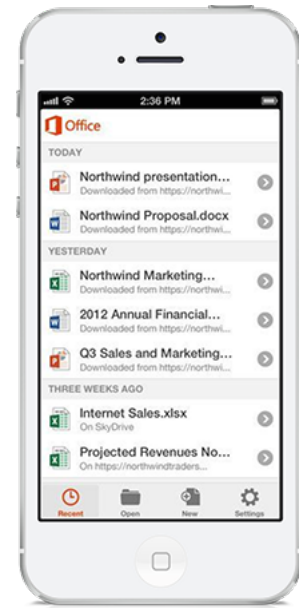 2:36 PM
Office
TODAY
Northwind presentation...
Downloaded from https://northwi...
Northwind Proposal.docx
Downloaded from https://northwi...
YESTERDAY
Northwind Marketing...
Downloaded from https://northwi...
2012 Annual Financial...
Downloaded from https://northwi...
Q3 Sales and Marketing...
Downloaded from https://northwi...
THREE WEEKS AGO
Internet Sales.xlsx
On SkyDrive
Projected Revenues No...
On https://northwindtraders...
Recent Open New Settings